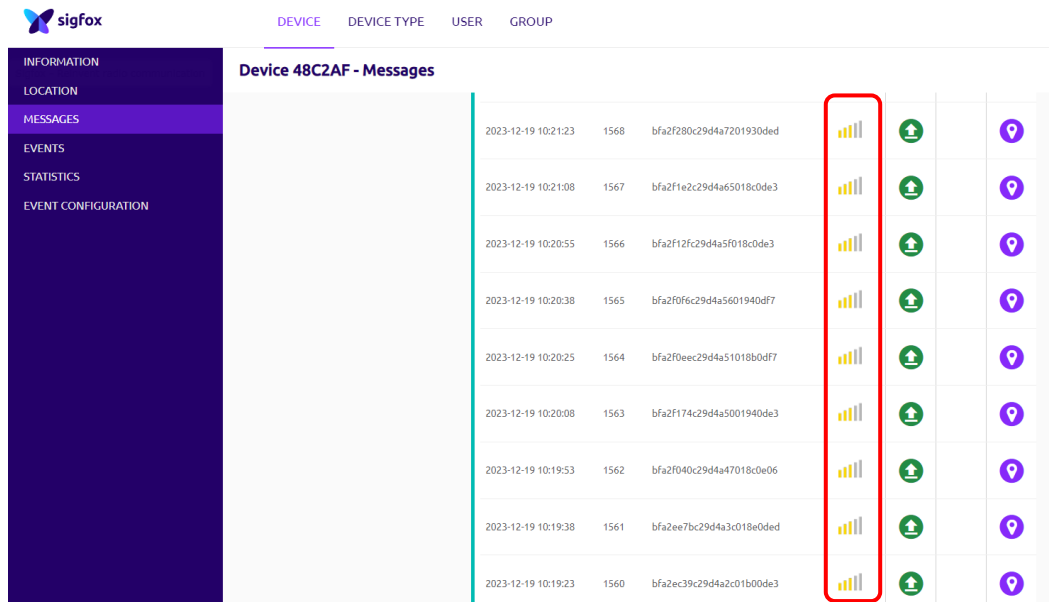 sigfox
DEVICE DEVICE TYPE USER GROUP
INFORMATION
LOCATION
MESSAGES
EVENTS
STATISTICS
EVENT CONFIGURATION
Device 48C2AF - Messages
2023-12-19 10:21:23 1568 bfa2f280c29d4a7201930ded
2023-12-19 10:21:08 1567 bfa2f1e2c29d4a65018c0de3
2023-12-19 10:20:55 1566 bfa2f12fc29d4a5f018c0de3
2023-12-19 10:20:38 1565 bfa2f0f6c29d4a5601940df7
2023-12-19 10:20:25 1564 bfa2f0eec29d4a51018b0df7
2023-12-19 10:20:08 1563 bfa2f174c29d4a5001940de3
2023-12-19 10:19:53 1562 bfa2f040c29d4a47018c0e06
2023-12-19 10:19:38 1561 bfa2ee7bc29d4a3c018e0ded
2023-12-19 10:19:23 1560 bfa2ec39c29d4a2c01b00de3